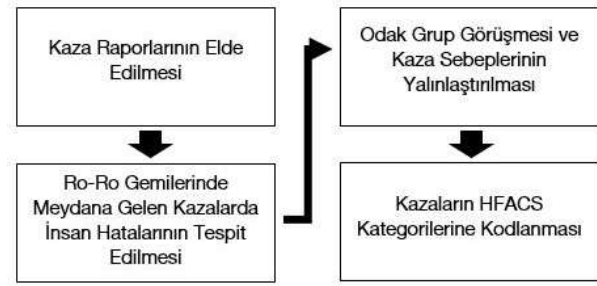 Kaza Raporlarının Elde
Edilmesi
Ro-Ro Gemilerinde
Meydana Gelen Kazalarda
İnsan Hatalarının Tespit
Edilmesi
Odak Grup Görüşmesi ve
Kaza Sebeplerinin
Yalınlaştırılması
Kazaların HFACS
Kategorilerine Kodlanması